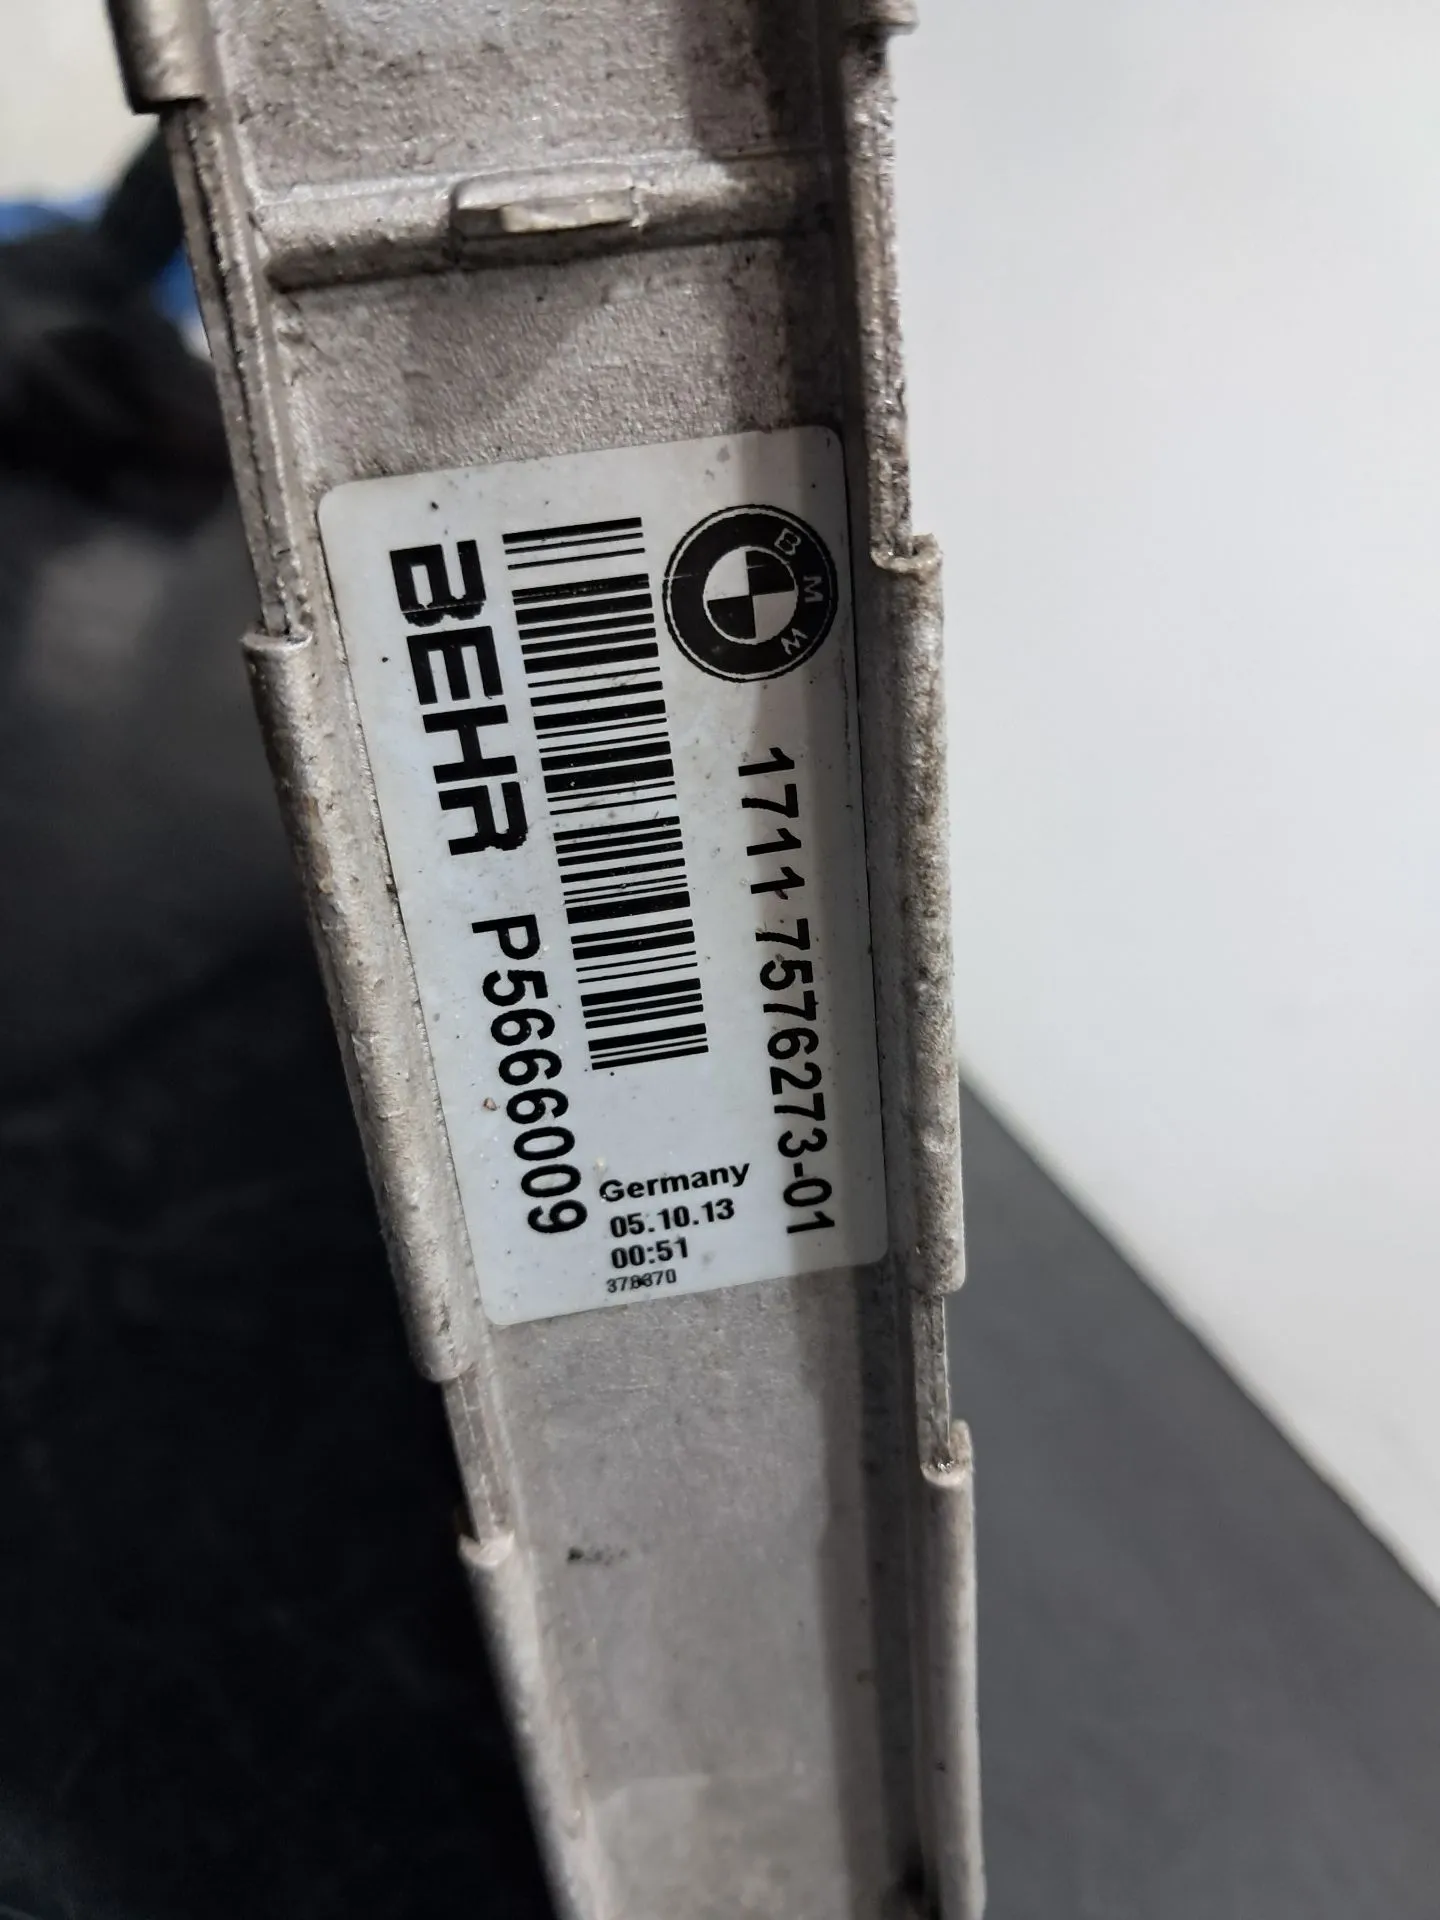 BMW
1711 7576273-01
BEHR P5666009
Germany
05.10.13
00:51